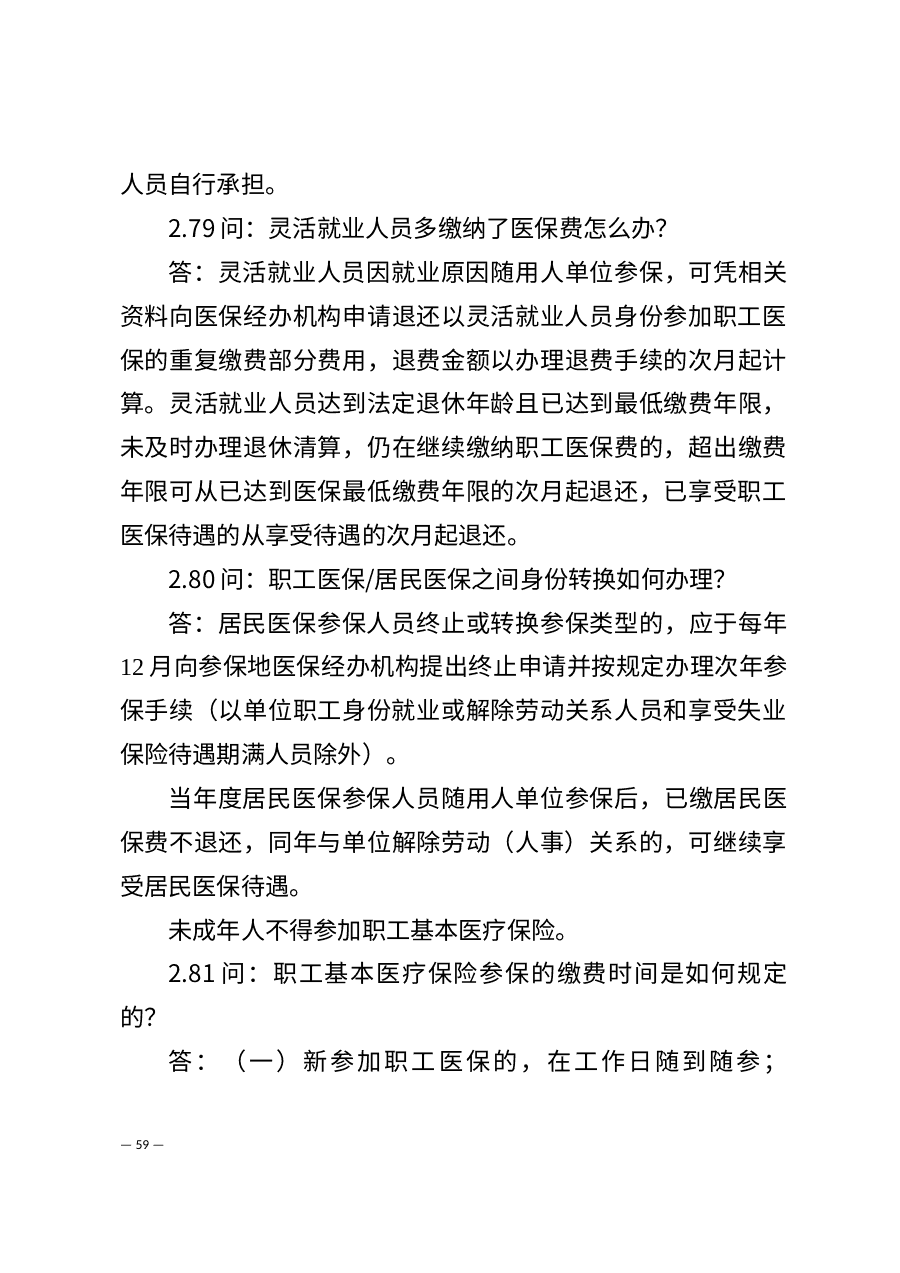 人员自行承担。
2.79 问：灵活就业人员多缴纳了医保费怎么办？
答：灵活就业人员因就业原因随用人单位参保，可凭相关
资料向医保经办机构申请退还以灵活就业人员身份参加职工医
保的重复缴费部分费用，退费金额以办理退费手续的次月起计
算。灵活就业人员达到法定退休年龄且已达到最低缴费年限，
未及时办理退休清算，仍在继续缴纳职工医保费的，超出缴费
年限可从已达到医保最低缴费年限的次月起退还，已享受职工
医保待遇的从享受待遇的次月起退还。
2.80 问：职工医保/居民医保之间身份转换如何办理？
答：居民医保参保人员终止或转换参保类型的，应于每年
12 月向参保地医保经办机构提出终止申请并按规定办理次年参
保手续（以单位职工身份就业或解除劳动关系人员和享受失业
保险待遇期满人员除外）。
当年度居民医保参保人员随用人单位参保后，已缴居民医
保费不退还，同年与单位解除劳动（人事）关系的，可继续享
受居民医保待遇。
未成年人不得参加职工基本医疗保险。
2.81 问：职工基本医疗保险参保的缴费时间是如何规定
的？
答：（一）新参加职工医保的，在工作日随到随参；
— 59 —